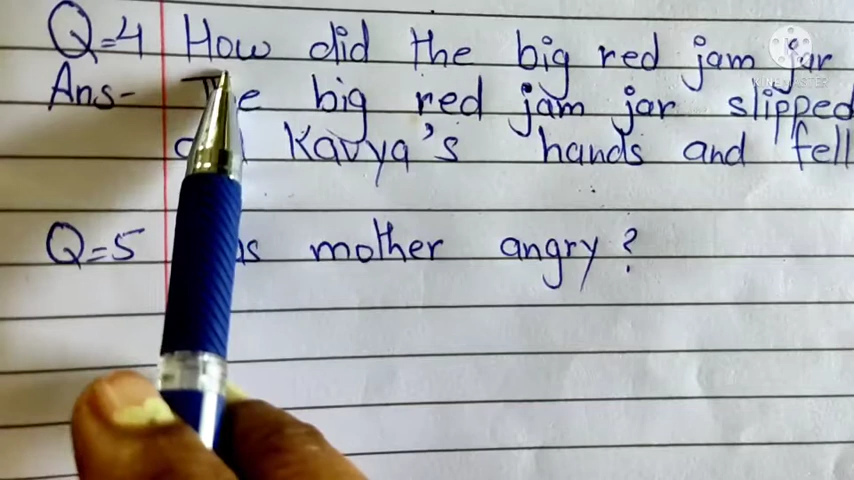 Q=4 How did the big red jam jar
Ans- The big red jam jar slipped
Kavya's hands and fell
Q=5 mother angry?
KINEMASTER